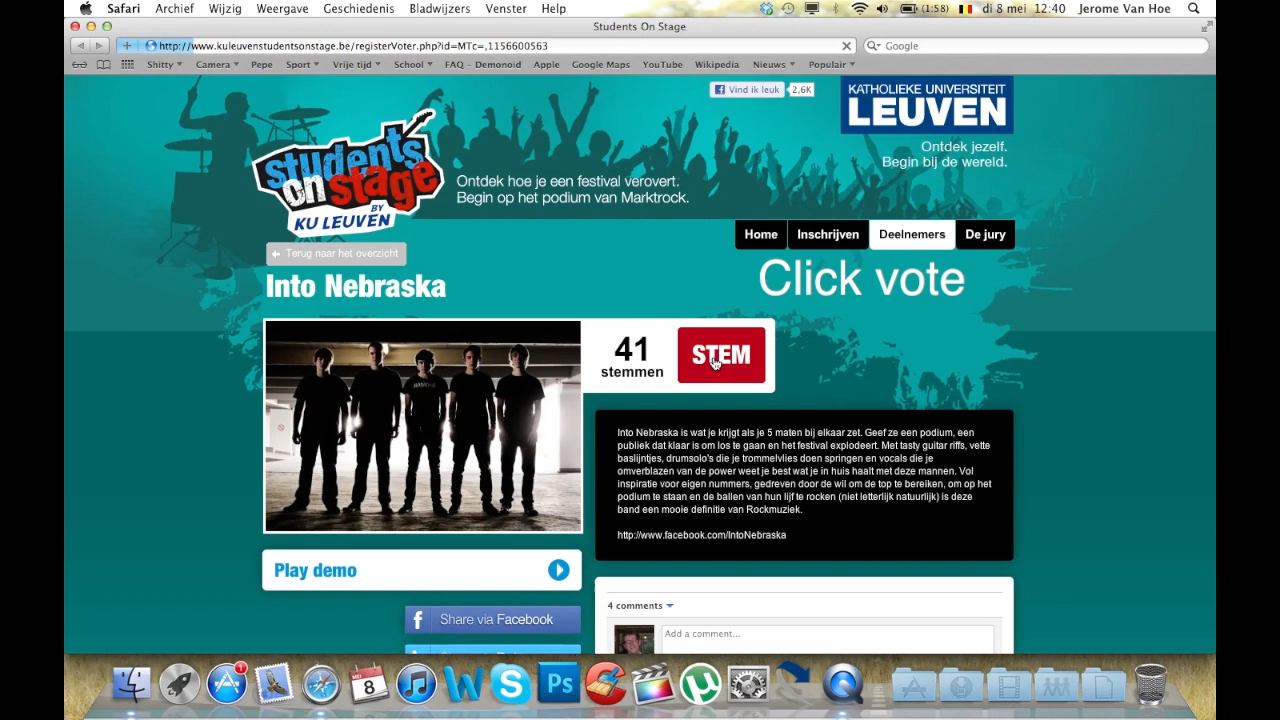 Safari Archief Wijzig Weergave Geschiedenis Bladwijzers Venster Help (1:58) di 8 mei 12:40 Jerome Van Hoe
Students On Stage
http://www.kuleuvenstudentsonstage.be/registerVoter.php?id=MTc=,1156600563 Google
Shitty Camera Pepe Sport Vrije tijd School FAQ - Demonoid Apple Google Maps YouTube Wikipedia Nieuws Populair
Vind ik leuk 2,6K
KATHOLIEKE UNIVERSITEIT
LEUVEN
Ontdek jezelf.
Begin bij de wereld.
students
on stage
BY
KU LEUVEN
Ontdek hoe je een festival verovert.
Begin op het podium van Marktrock.
Home Inschrijven Deelnemers De jury
Terug naar het overzicht
Into Nebraska
Click vote
41
stemmen
STEM
Into Nebraska is wat je krijgt als je 5 maten bij elkaar zet. Geef ze een podium, een
publiek dat klaar is om los te gaan en het festival explodeert. Met tasty guitar riffs, vette
baslijntjes, drumsolo's die je trommelvlies doen springen en vocals die je
omverblazen van de power weet je best wat je in huis haalt met deze mannen. Vol
inspiratie voor eigen nummers, gedreven door de wil om de top te bereiken, om op het
podium te staan en de ballen van hun lijf te rocken (niet letterlijk natuurlijk) is deze
band een mooie definitie van Rockmuziek.
http://www.facebook.com/IntoNebraska
Play demo
Share via Facebook
4 comments
Add a comment...
1
MEI
8
W
Ps